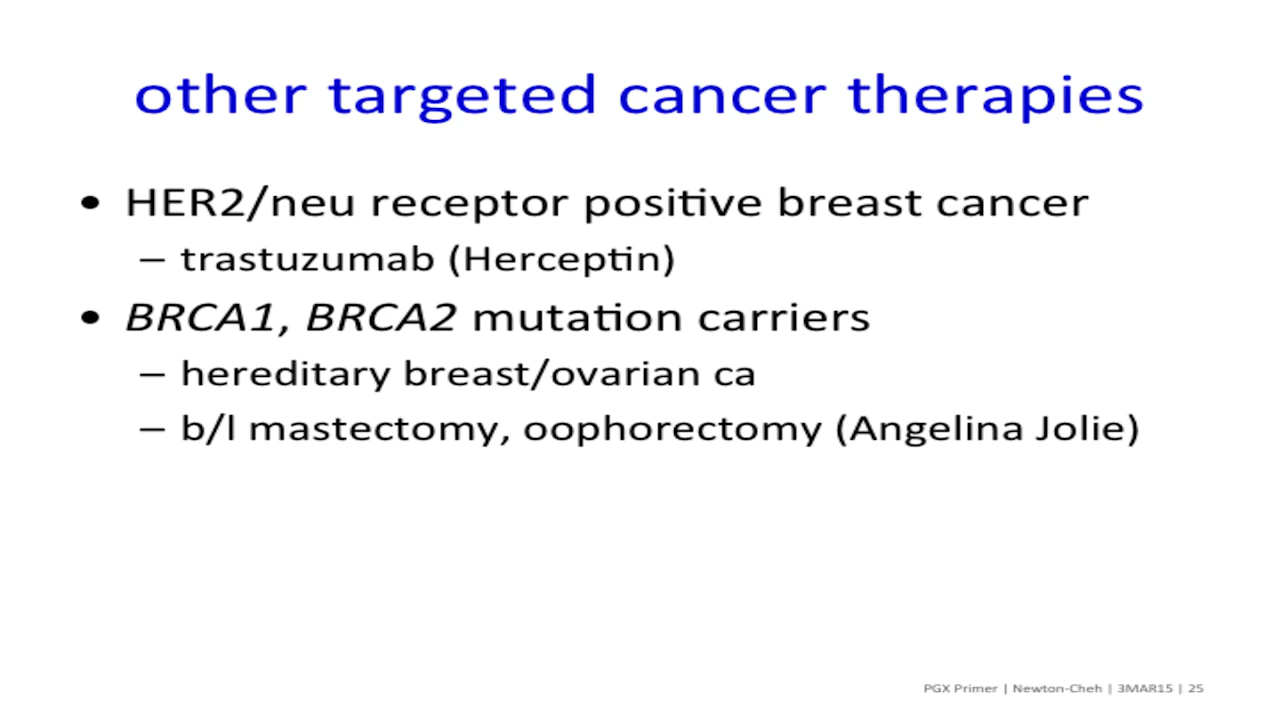 other targeted cancer therapies
• HER2/neu receptor positive breast cancer
– trastuzumab (Herceptin)
• BRCA1, BRCA2 mutation carriers
– hereditary breast/ovarian ca
– b/l mastectomy, oophorectomy (Angelina Jolie)
PGX Primer | Newton-Cheh | 3MAR15 | 25